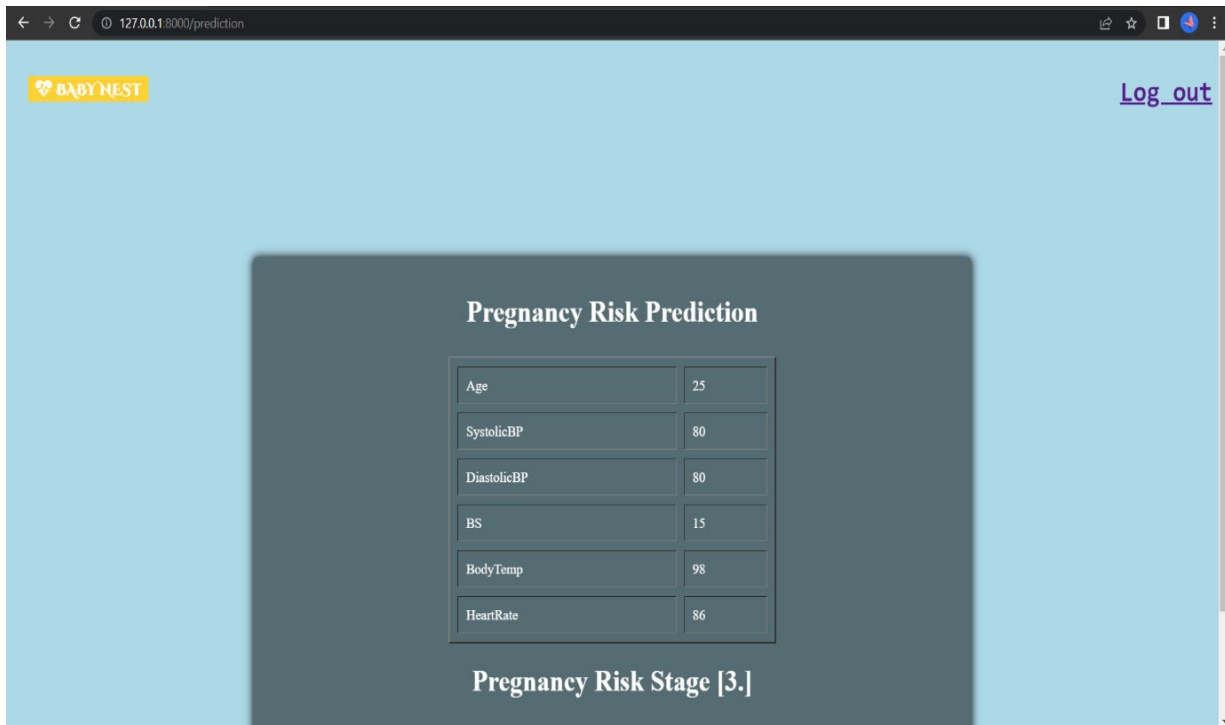 127.0.0.1:8000/prediction
BABY NEST
Log out
Pregnancy Risk Prediction
Age 25
SystolicBP 80
DiastolicBP 80
BS 15
BodyTemp 98
HeartRate 86
Pregnancy Risk Stage [3.]